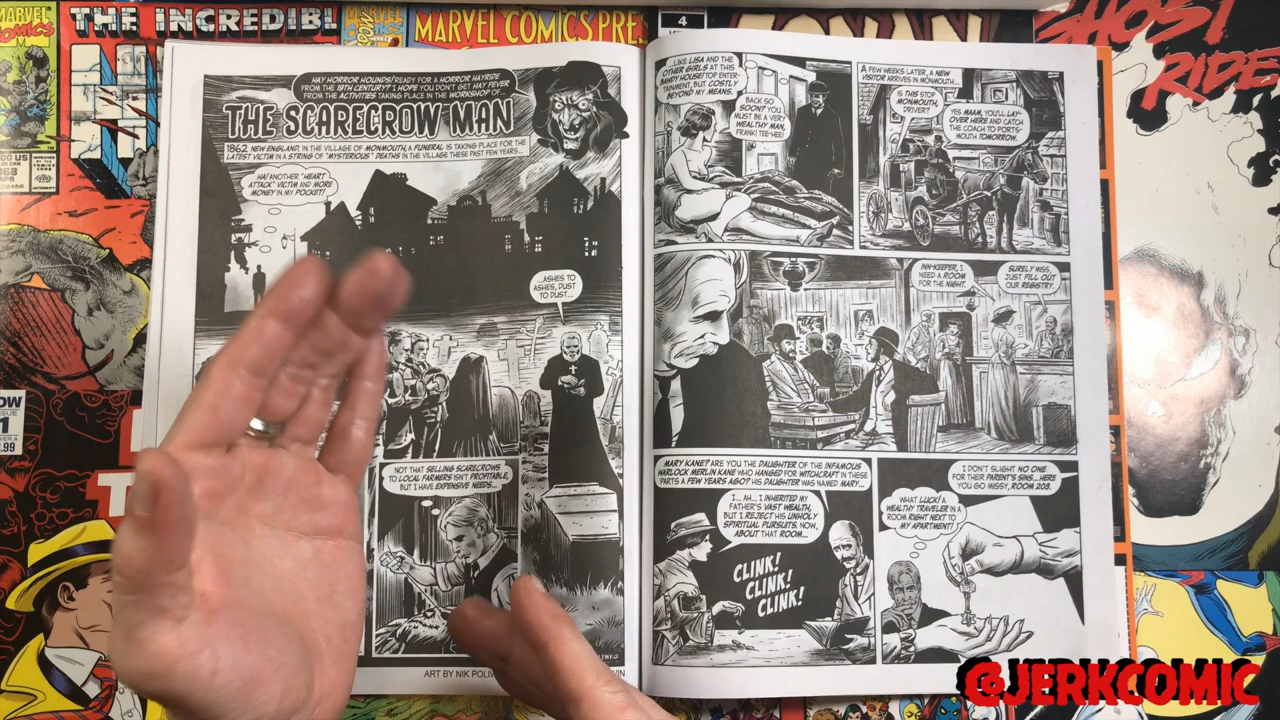 MARVEL COMICS
THE INCREDIBL
MARVEL COMICS PRES
4
CONAN
GHOST
RIDE
HAY HORROR HOUNDS! READY FOR A HORROR HAYRIDE
FROM THE 19TH CENTURY? I HOPE YOU DON'T GET HAY FEVER
FROM THE ACTIVITIES TAKING PLACE IN THE WORKSHOP OF...
THE SCARECROW MAN
1862 NEW ENGLAND, IN THE VILLAGE OF MONMOUTH, A FUNERAL IS TAKING PLACE FOR THE
LATEST VICTIM IN A STRING OF "MYSTERIOUS" DEATHS IN THE VILLAGE THESE PAST FEW YEARS...
HA! ANOTHER "HEART
ATTACK" VICTIM AND MORE
MONEY IN MY POCKET!
...ASHES TO
ASHES, DUST
TO DUST...
NOT THAT SELLING SCARECROWS
TO LOCAL FARMERS ISN'T PROFITABLE,
BUT I HAVE EXPENSIVE NEEDS...
ART BY NIK POLIW
...LIKE LISA AND THE
OTHER GIRLS AT THIS
BAWDY HOUSE! TOP ENTER-
TAINMENT, BUT COSTLY
BEYOND MY MEANS.
BACK SO
SOON? YOU
MUST BE A VERY
WEALTHY MAN,
FRANK! TEE-HEE!
A FEW WEEKS LATER, A NEW
VISITOR ARRIVES IN MONMOUTH...
IS THIS STOP
MONMOUTH,
DRIVER?
YES MAAM, YOU'LL LAY-
OVER HERE AND CATCH
THE COACH TO PORTS-
MOUTH TOMORROW.
INN-KEEPER, I
NEED A ROOM
FOR THE NIGHT.
SURELY MISS,
JUST FILL OUT
OUR REGISTRY.
MARY KANE? ARE YOU THE DAUGHTER OF THE INFAMOUS
WARLOCK MERLIN KANE WHO HANGED FOR WITCHCRAFT IN THESE
PARTS A FEW YEARS AGO? HIS DAUGHTER WAS NAMED MARY...
I... AH... I INHERITED MY
FATHER'S VAST WEALTH,
BUT I REJECT HIS UNHOLY
SPIRITUAL PURSUITS. NOW,
ABOUT THAT ROOM...
CLINK!
CLINK!
CLINK!
I DON'T SLIGHT NO ONE
FOR THEIR PARENT'S SINS...HERE
YOU GO MISSY, ROOM 203.
WHAT LUCK! A
WEALTHY TRAVELER IN A
ROOM RIGHT NEXT TO
MY APARTMENT!
@JERKCOMIC